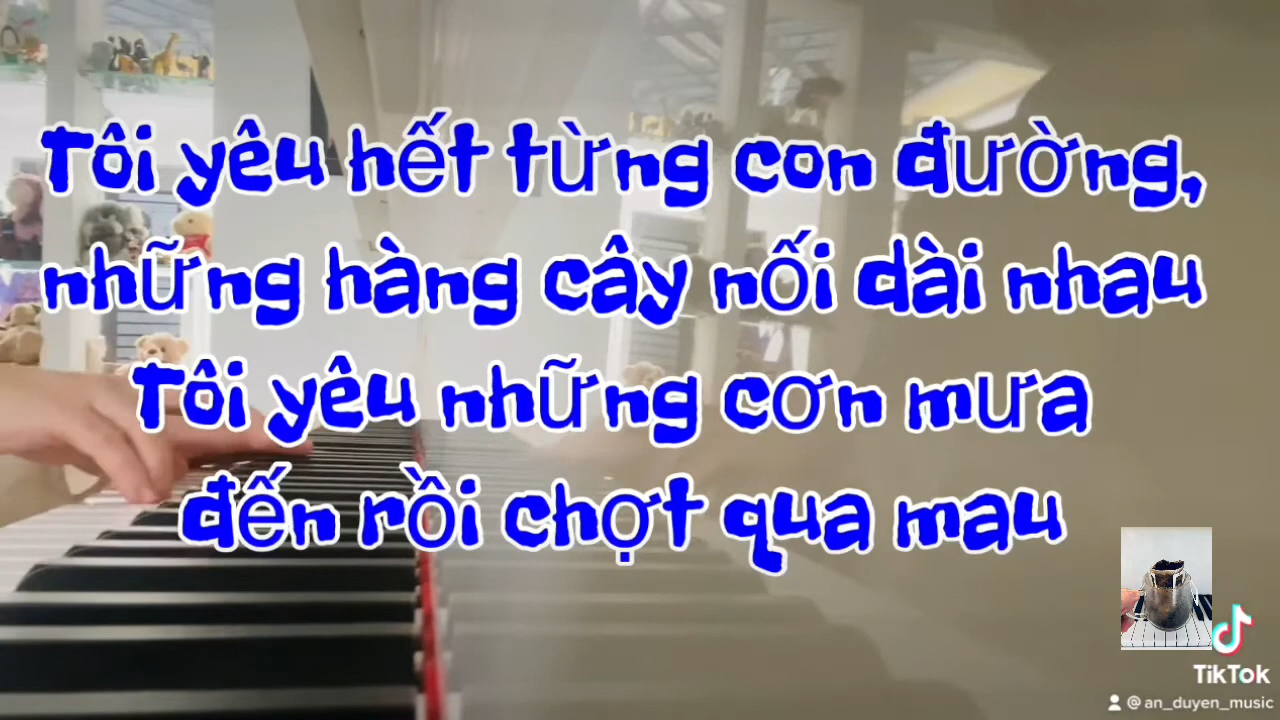 Tôi yêu hết từng con đường,
những hàng cây nối dài nhau
Tôi yêu những cơn mưa
đến rồi chợt qua mau
TikTok
@an_duyen_music